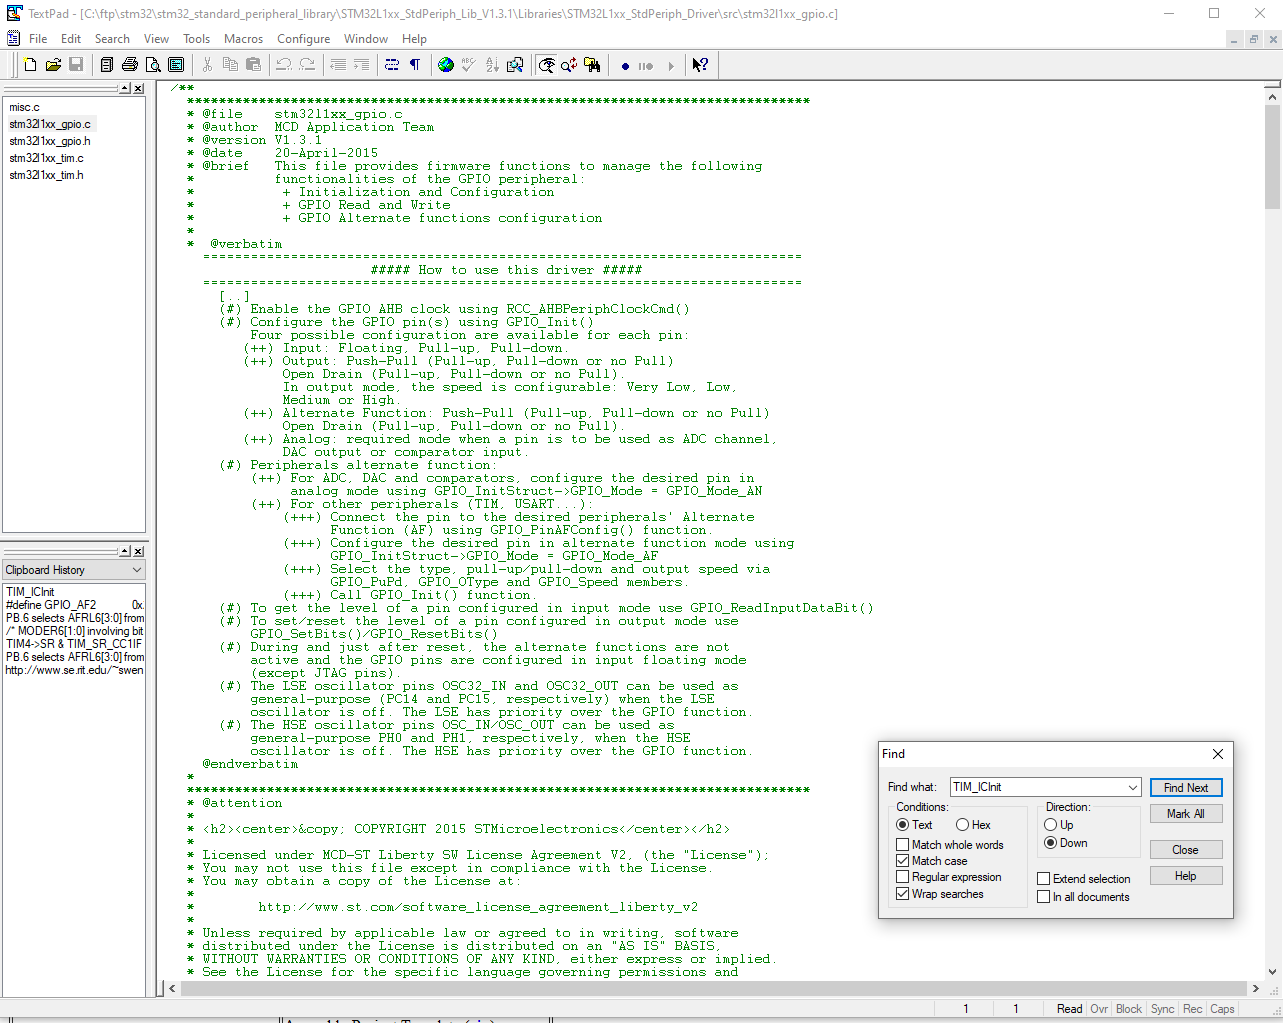 TextPad - [C:\ftp\stm32\stm32_standard_peripheral_library\STM32L1xx_StdPeriph_Lib_V1.3.1\Libraries\STM32L1xx_StdPeriph_Driver\src\stm32l1xx_gpio.c]
File Edit Search View Tools Macros Configure Window Help
misc.c
stm32l1xx_gpio.c
stm32l1xx_gpio.h
stm32l1xx_tim.c
stm32l1xx_tim.h
Clipboard History
TIM_ICInit
#define GPIO_AF2 0x.
PB.6 selects AFRL6[3:0] from
/* MODER6[1:0] involving bit
TIM4->SR & TIM_SR_CC1IF
PB.6 selects AFRL6[3:0] from
http://www.se.rit.edu/~swen
/**
******************************************************************************
* @file stm32l1xx_gpio.c
* @author MCD Application Team
* @version V1.3.1
* @date 20-April-2015
* @brief This file provides firmware functions to manage the following
* functionalities of the GPIO peripheral:
* + Initialization and Configuration
* + GPIO Read and Write
* + GPIO Alternate functions configuration
*
* @verbatim
===========================================================================
##### How to use this driver #####
===========================================================================
[..]
(#) Enable the GPIO AHB clock using RCC_AHBPeriphClockCmd()
(#) Configure the GPIO pin(s) using GPIO_Init()
Four possible configuration are available for each pin:
(++) Input: Floating, Pull-up, Pull-down.
(++) Output: Push-Pull (Pull-up, Pull-down or no Pull)
Open Drain (Pull-up, Pull-down or no Pull).
In output mode, the speed is configurable: Very Low, Low,
Medium or High.
(++) Alternate Function: Push-Pull (Pull-up, Pull-down or no Pull)
Open Drain (Pull-up, Pull-down or no Pull).
(++) Analog: required mode when a pin is to be used as ADC channel,
DAC output or comparator input.
(#) Peripherals alternate function:
(++) For ADC, DAC and comparators, configure the desired pin in
analog mode using GPIO_InitStruct->GPIO_Mode = GPIO_Mode_AN
(++) For other peripherals (TIM, USART...):
(+++) Connect the pin to the desired peripherals' Alternate
Function (AF) using GPIO_PinAFConfig() function.
(+++) Configure the desired pin in alternate function mode using
GPIO_InitStruct->GPIO_Mode = GPIO_Mode_AF
(+++) Select the type, pull-up/pull-down and output speed via
GPIO_PuPd, GPIO_OType and GPIO_Speed members.
(+++) Call GPIO_Init() function.
(#) To get the level of a pin configured in input mode use GPIO_ReadInputDataBit()
(#) To set/reset the level of a pin configured in output mode use
GPIO_SetBits()/GPIO_ResetBits()
(#) During and just after reset, the alternate functions are not
active and the GPIO pins are configured in input floating mode
(except JTAG pins).
(#) The LSE oscillator pins OSC32_IN and OSC32_OUT can be used as
general-purpose (PC14 and PC15, respectively) when the LSE
oscillator is off. The LSE has priority over the GPIO function.
(#) The HSE oscillator pins OSC_IN/OSC_OUT can be used as
general-purpose PH0 and PH1, respectively, when the HSE
oscillator is off. The HSE has priority over the GPIO function.
@endverbatim
*
******************************************************************************
* @attention
*
* <h2><center>&copy; COPYRIGHT 2015 STMicroelectronics</center></h2>
*
* Licensed under MCD-ST Liberty SW License Agreement V2, (the "License");
* You may not use this file except in compliance with the License.
* You may obtain a copy of the License at:
*
* http://www.st.com/software_license_agreement_liberty_v2
*
* Unless required by applicable law or agreed to in writing, software
* distributed under the License is distributed on an "AS IS" BASIS,
* WITHOUT WARRANTIES OR CONDITIONS OF ANY KIND, either express or implied.
* See the License for the specific language governing permissions and
Find
Find what: TIM_ICInit Find Next
Conditions: Direction: Mark All
Text Hex Up
Match whole words Down Close
Match case
Regular expression Extend selection Help
Wrap searches In all documents
1 1 Read Ovr Block Sync Rec Caps